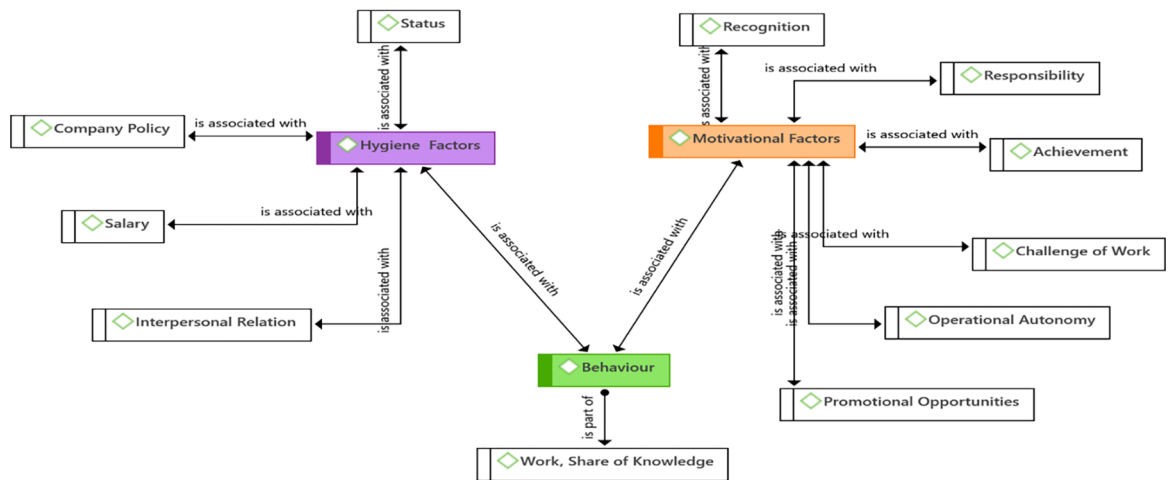 Status
Recognition
is associated with
is associated with
is associated with
Responsibility
Company Policy
is associated with
Hygiene  Factors
Motivational Factors
is associated with
Achievement
Salary
is associated with
is associated with
is associated with
is associated with
is associated with
is associated with
is associated with
Challenge of Work
Interpersonal Relation
Operational Autonomy
Behaviour
Promotional Opportunities
is part of
Work, Share of Knowledge